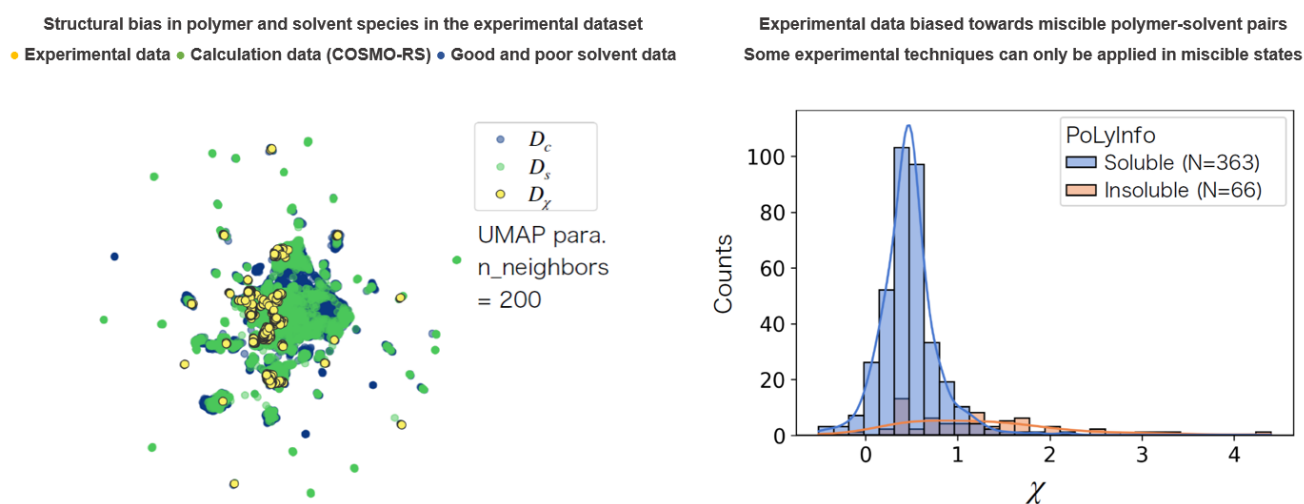 Structural bias in polymer and solvent species in the experimental dataset
Experimental data Calculation data (COSMO-RS) Good and poor solvent data
D_c
D_s
D_χ
UMAP para.
n_neighbors
= 200
Experimental data biased towards miscible polymer-solvent pairs
Some experimental techniques can only be applied in miscible states
PoLyInfo
Soluble (N=363)
Insoluble (N=66)
Counts
100
80
60
40
20
0
0 1 2 3 4
χ